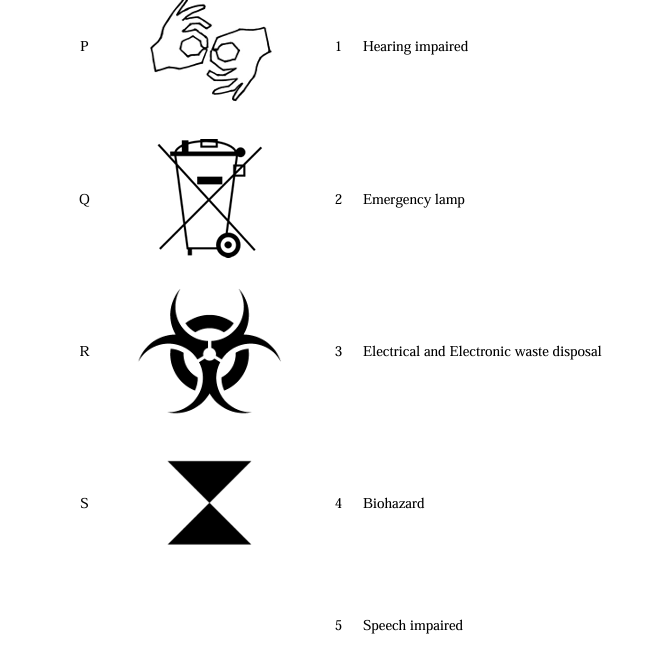 P 1 Hearing impaired
Q 2 Emergency lamp
R 3 Electrical and Electronic waste disposal
S 4 Biohazard
5 Speech impaired